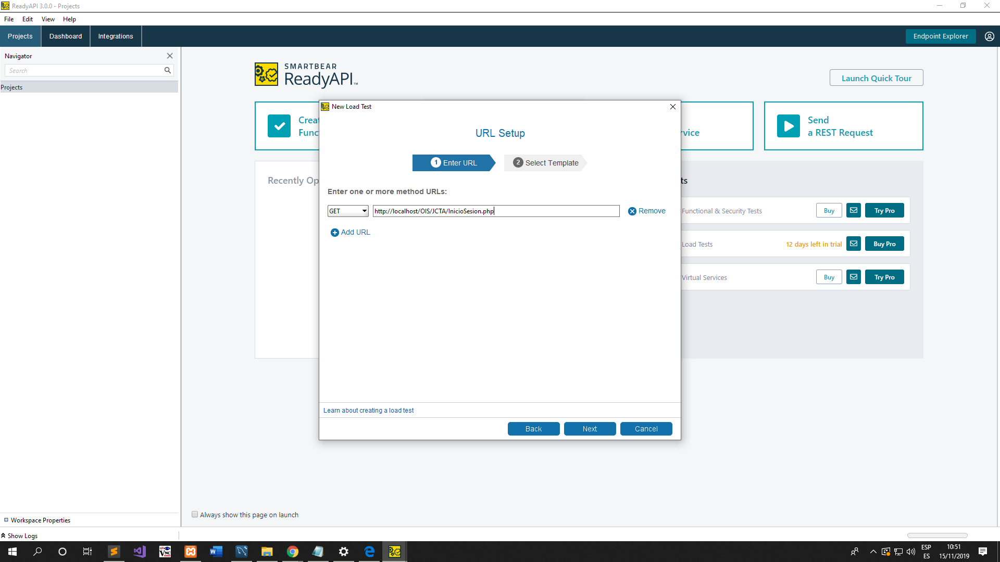 ReadyAPI 3.0.0 - Projects
File Edit View Help
Projects Dashboard Integrations Endpoint Explorer
Navigator
Search
Projects
SMARTBEAR
ReadyAPI™
Launch Quick Tour
Crea
Func
rvice
Send
a REST Request
Recently Op
ts
Functional & Security Tests Buy Try Pro
Load Tests 12 days left in trial Buy Pro
Virtual Services Buy Try Pro
New Load Test
URL Setup
1 Enter URL 2 Select Template
Enter one or more method URLs:
GET http://localhost/OIS/JCTA/InicioSesion.php Remove
Add URL
Learn about creating a load test
Back Next Cancel
Always show this page on launch
Workspace Properties
Show Logs
ESP
ES
10:51
15/11/2019